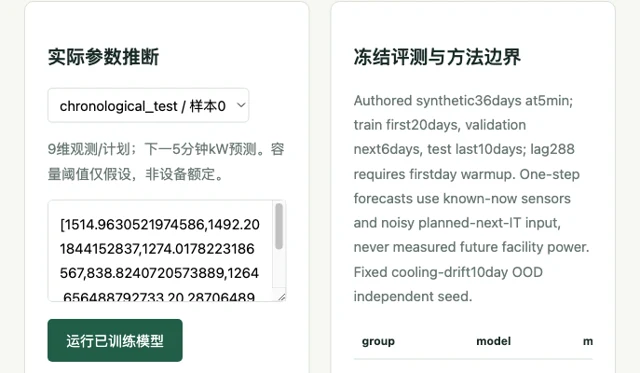 实际参数推断
chronological_test / 样本0
9维观测/计划；下一5分钟kW预测。容
量阈值仅假设，非设备额定。
[1514.9630521974586,1492.20
1844152837,1274.0178223186
567,838.8240720573889,1264
.656488792733,20.28706489
运行已训练模型
冻结评测与方法边界
Authored synthetic36days at5min;
train first20days, validation
next6days, test last10days; lag288
requires firstday warmup. One-step
forecasts use known-now sensors
and noisy planned-next-IT input,
never measured future facility power.
Fixed cooling-drift10day OOD
independent seed.
group model m